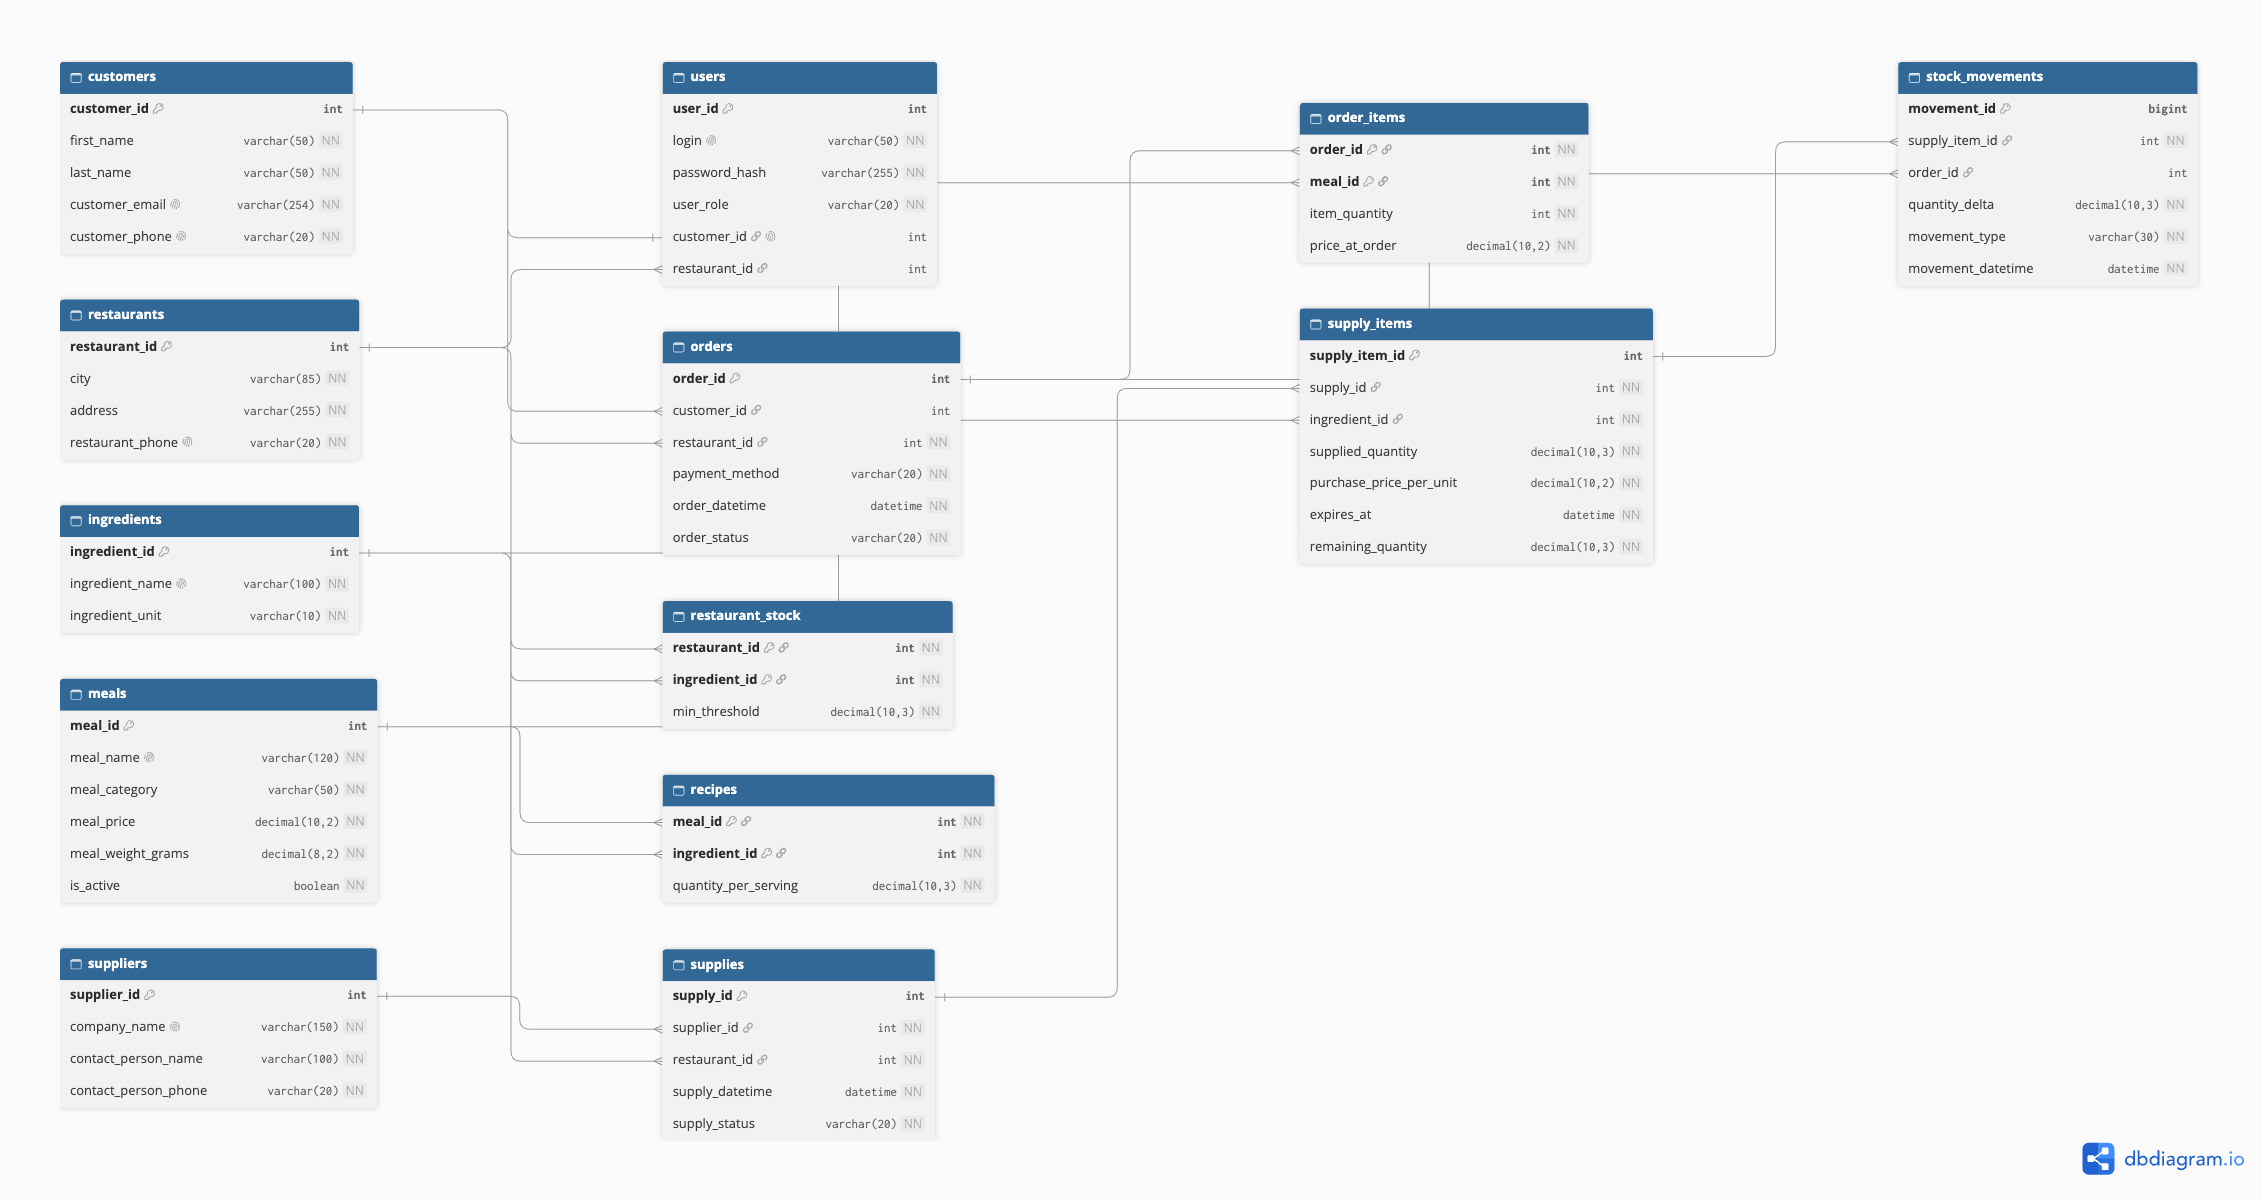 customers
customer_id int
first_name varchar(50) NN
last_name varchar(50) NN
customer_email varchar(254) NN
customer_phone varchar(20) NN
restaurants
restaurant_id int
city varchar(85) NN
address varchar(255) NN
restaurant_phone varchar(20) NN
ingredients
ingredient_id int
ingredient_name varchar(100) NN
ingredient_unit varchar(10) NN
meals
meal_id int
meal_name varchar(120) NN
meal_category varchar(50) NN
meal_price decimal(10,2) NN
meal_weight_grams decimal(8,2) NN
is_active boolean NN
suppliers
supplier_id int
company_name varchar(150) NN
contact_person_name varchar(100) NN
contact_person_phone varchar(20) NN
users
user_id int
login varchar(50) NN
password_hash varchar(255) NN
user_role varchar(20) NN
customer_id int
restaurant_id int
orders
order_id int
customer_id int
restaurant_id int NN
payment_method varchar(20) NN
order_datetime datetime NN
order_status varchar(20) NN
restaurant_stock
restaurant_id int NN
ingredient_id int NN
min_threshold decimal(10,3) NN
recipes
meal_id int NN
ingredient_id int NN
quantity_per_serving decimal(10,3) NN
supplies
supply_id int
supplier_id int NN
restaurant_id int NN
supply_datetime datetime NN
supply_status varchar(20) NN
order_items
order_id int NN
meal_id int NN
item_quantity int NN
price_at_order decimal(10,2) NN
supply_items
supply_item_id int
supply_id int NN
ingredient_id int NN
supplied_quantity decimal(10,3) NN
purchase_price_per_unit decimal(10,2) NN
expires_at datetime NN
remaining_quantity decimal(10,3) NN
stock_movements
movement_id bigint
supply_item_id int NN
order_id int
quantity_delta decimal(10,3) NN
movement_type varchar(30) NN
movement_datetime datetime NN
dbdiagram.io